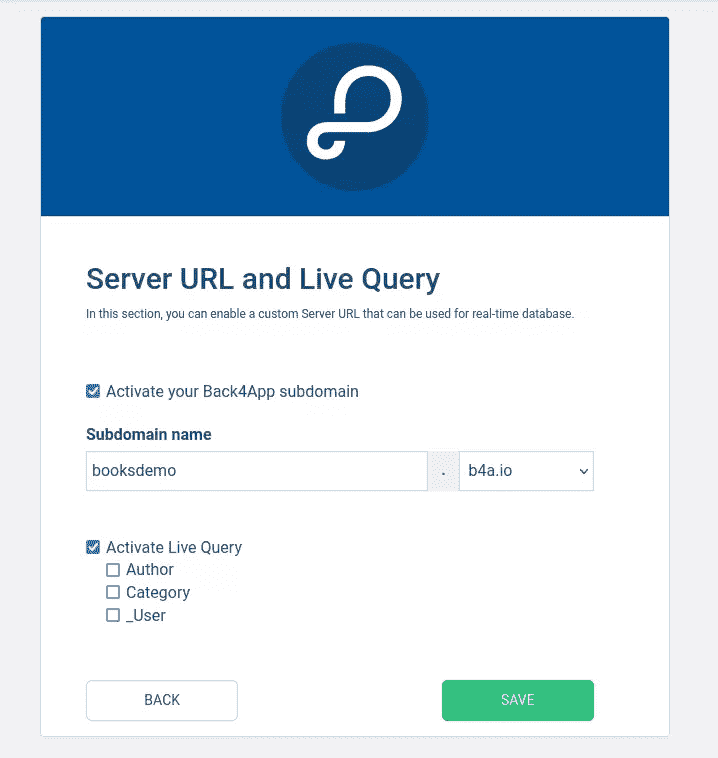 Server URL and Live Query
In this section, you can enable a custom Server URL that can be used for real-time database.
Activate your Back4App subdomain
Subdomain name
booksdemo . b4a.io
Activate Live Query
Author
Category
_User
BACK SAVE